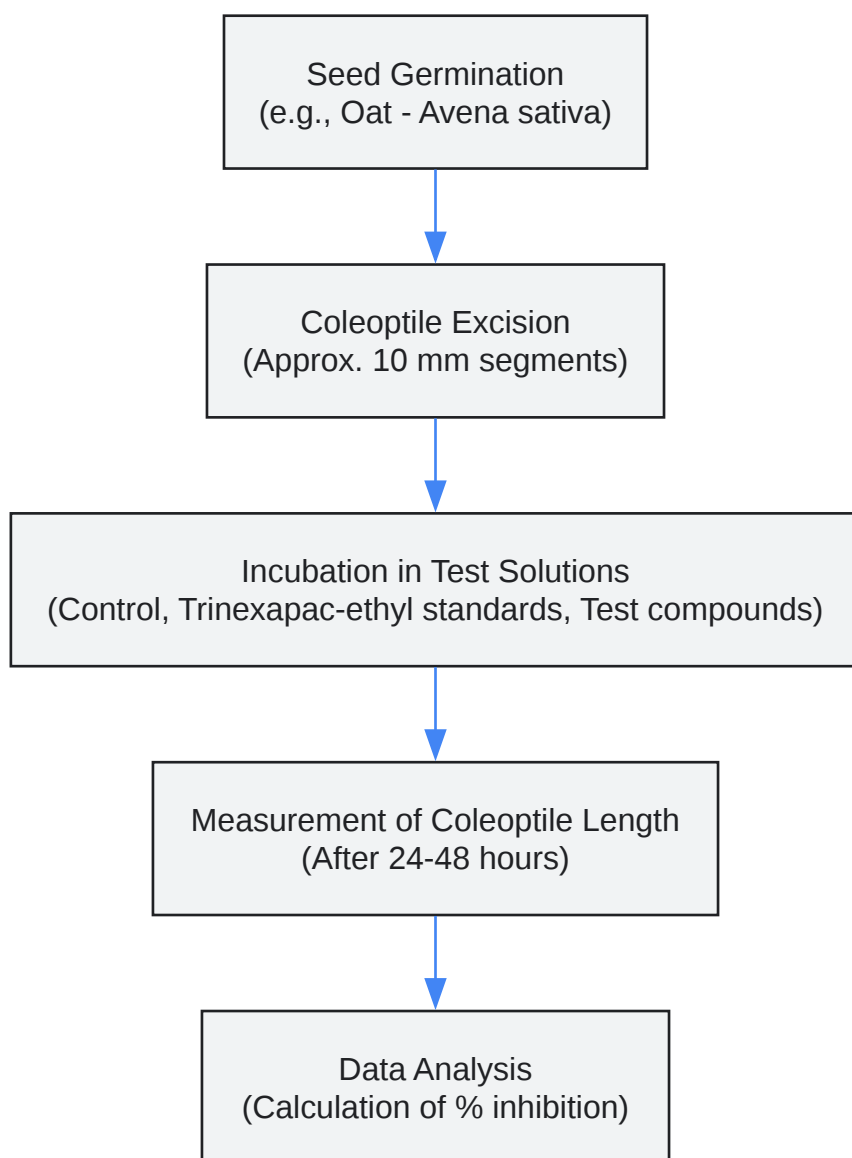 Seed Germination
(e.g., Oat - Avena sativa)
Coleoptile Excision
(Approx. 10 mm segments)
Incubation in Test Solutions
(Control, Trinexapac-ethyl standards, Test compounds)
Measurement of Coleoptile Length
(After 24-48 hours)
Data Analysis
(Calculation of % inhibition)